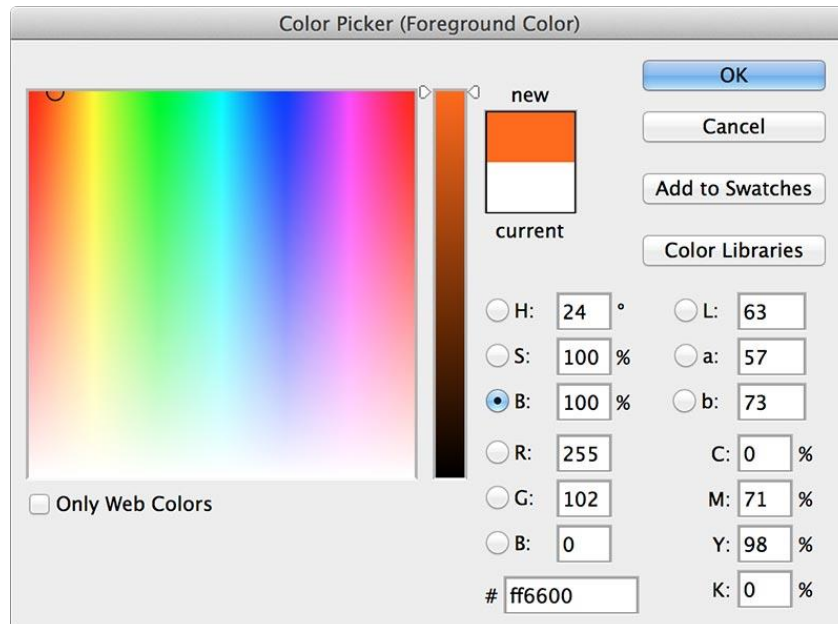 Color Picker (Foreground Color)
new
current
OK
Cancel
Add to Swatches
Color Libraries
H: 24 °
S: 100 %
B: 100 %
R: 255
G: 102
B: 0
# ff6600
L: 63
a: 57
b: 73
C: 0 %
M: 71 %
Y: 98 %
K: 0 %
Only Web Colors